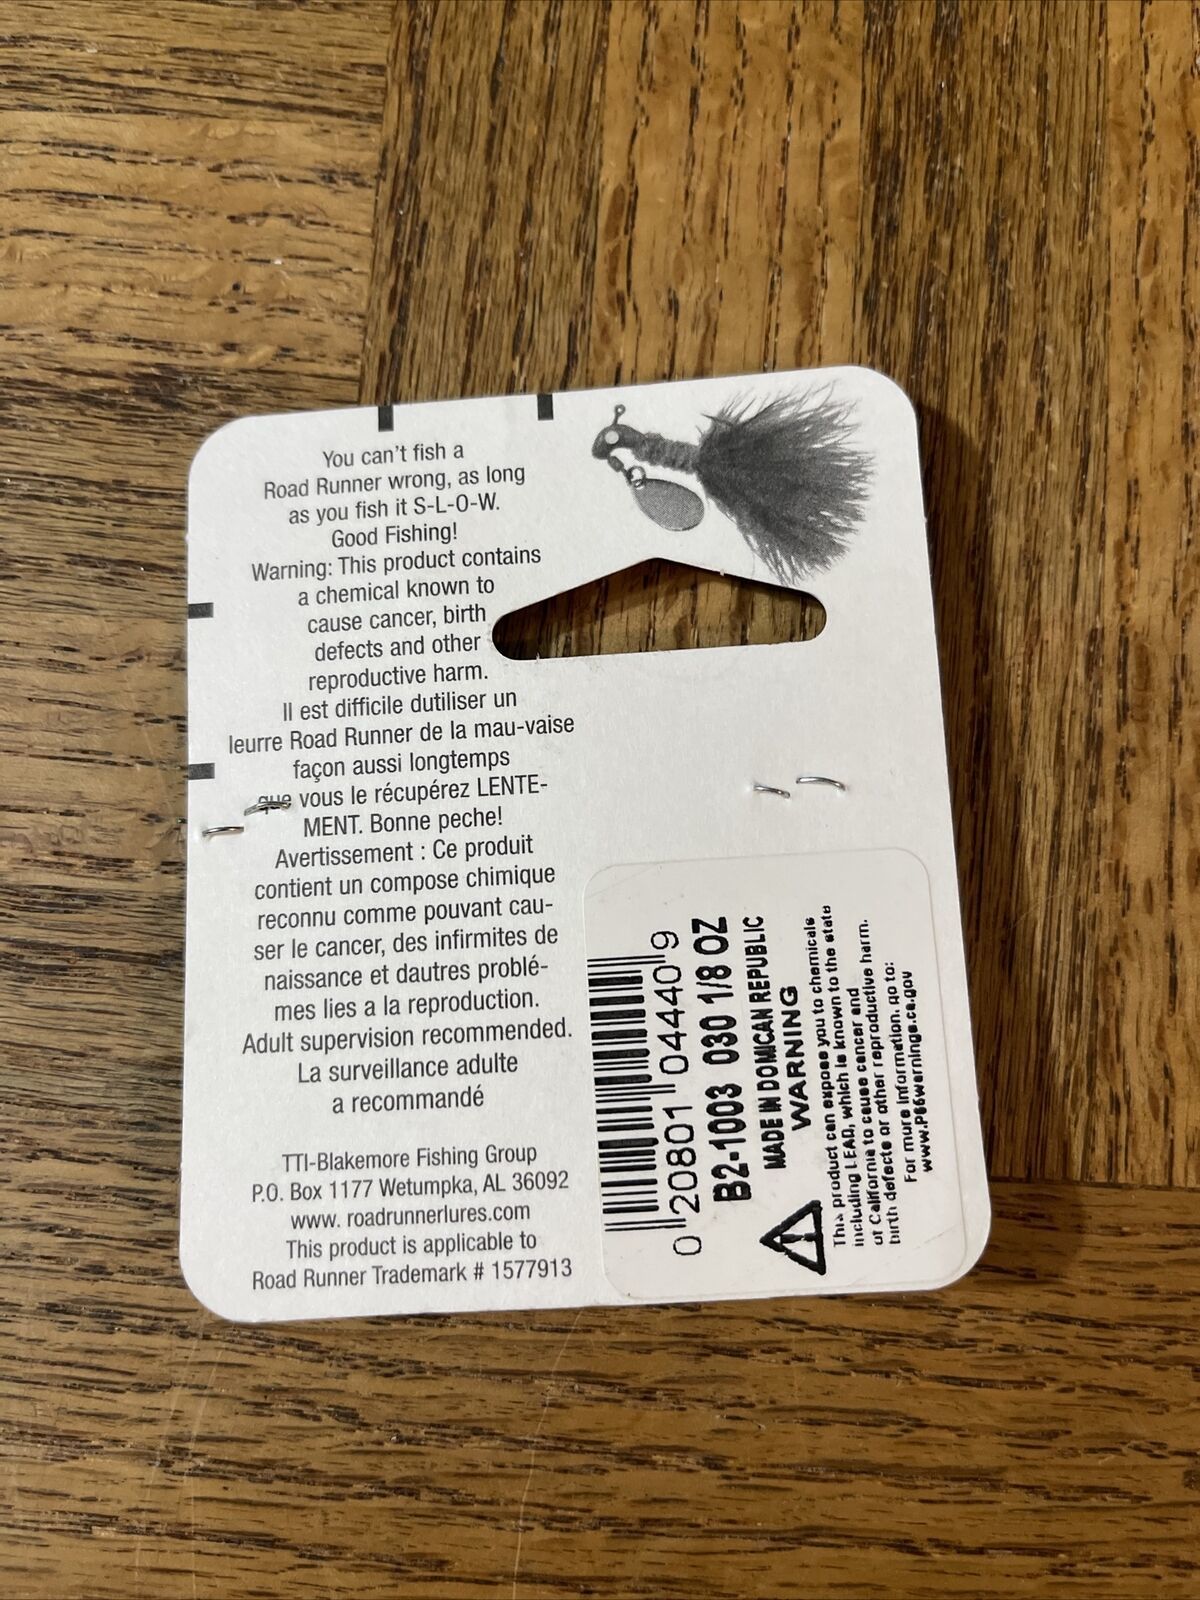 You can't fish a
Road Runner wrong, as long
as you fish it S-L-O-W.
Good Fishing!
Warning: This product contains
a chemical known to
cause cancer, birth
defects and other
reproductive harm.
Il est difficile dutiliser un
leurre Road Runner de la mau-vaise
façon aussi longtemps
que vous le récupérez LENTE-
MENT. Bonne peche!
Avertissement : Ce produit
contient un compose chimique
reconnu comme pouvant cau-
ser le cancer, des infirmites de
naissance et dautres problé-
mes lies a la reproduction.
Adult supervision recommended.
La surveillance adulte
a recommandé
TTI-Blakemore Fishing Group
P.O. Box 1177 Wetumpka, AL 36092
www. roadrunnerlures.com
This product is applicable to
Road Runner Trademark # 1577913
0 20801 04440 9
B2-1003 030 1/8 OZ
MADE IN DOMICAN REPUBLIC
WARNING
This product can expose you to chemicals
including LEAD, which is known to the state
of California to cause cancer and
birth defects or other reproductive harm.
For more information, go to:
www.P66warnings.ca.gov